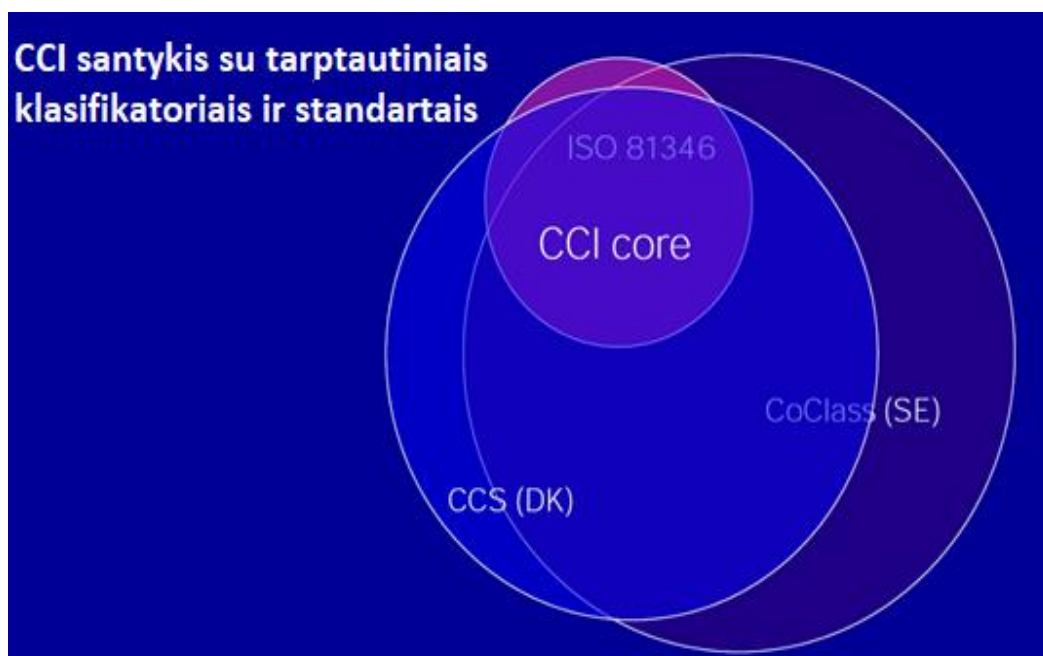 CCI santykis su tarptautiniais
klasifikatoriais ir standartais
ISO 81346
CCI core
CoClass (SE)
CCS (DK)